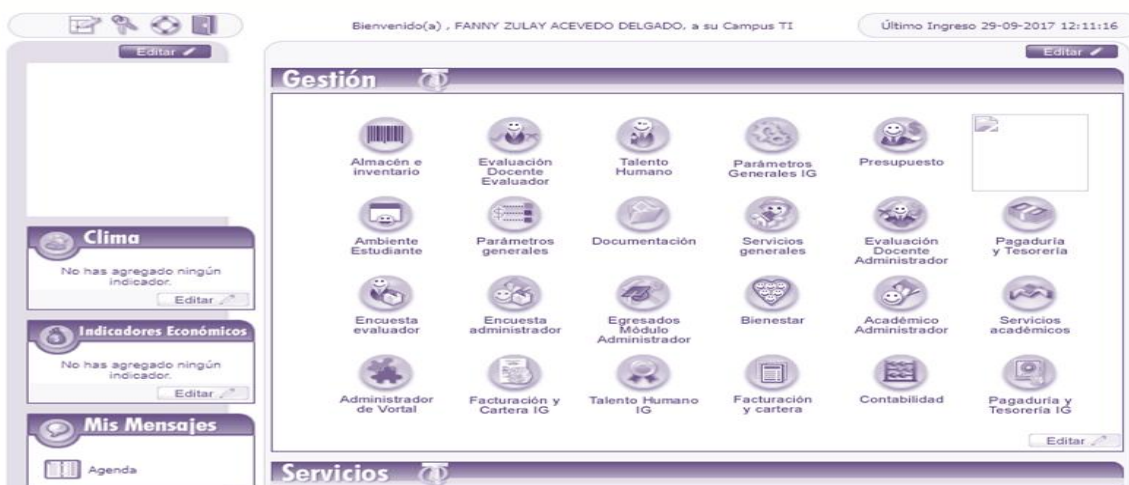 Bienvenido(a) , FANNY ZULAY ACEVEDO DELGADO, a su Campus TI
Último Ingreso 29-09-2017 12:11:16
Editar
Editar
Gestión
Almacén e
inventario
Evaluación
Docente
Evaluador
Talento
Humano
Parámetros
Generales IG
Presupuesto
Ambiente
Estudiante
Parámetros
generales
Documentación
Servicios
generales
Evaluación
Docente
Administrador
Pagaduría
y Tesorería
Encuesta
evaluador
Encuesta
administrador
Egresados
Módulo
Administrador
Bienestar
Académico
Administrador
Servicios
académicos
Administrador
de Vortal
Facturación y
Cartera IG
Talento Humano
IG
Facturación
y cartera
Contabilidad
Pagaduría y
Tesorería IG
Editar
Servicios
Clima
No has agregado ningún
indicador.
Editar
Indicadores Económicos
No has agregado ningún
indicador.
Editar
Mis Mensajes
Agenda